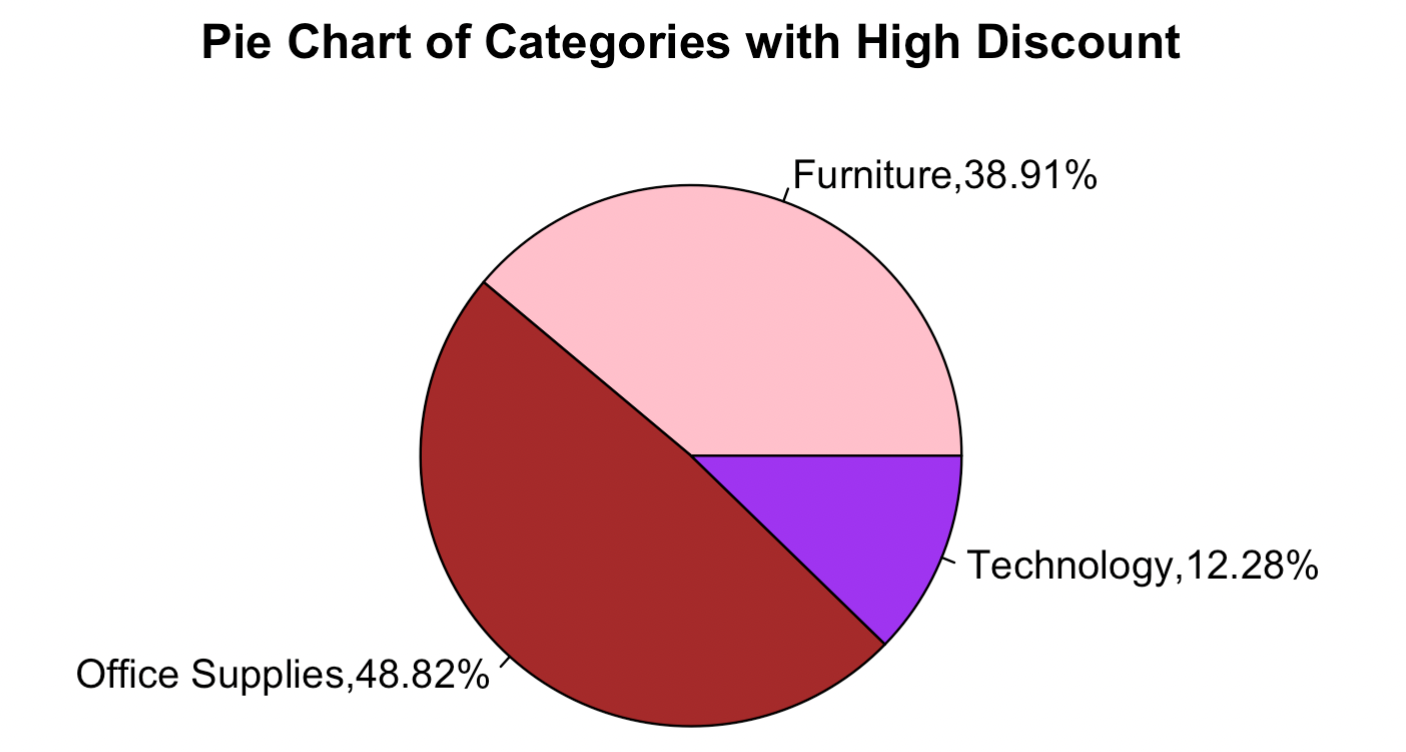 Pie Chart of Categories with High Discount
Furniture,38.91%
Technology,12.28%
Office Supplies,48.82%